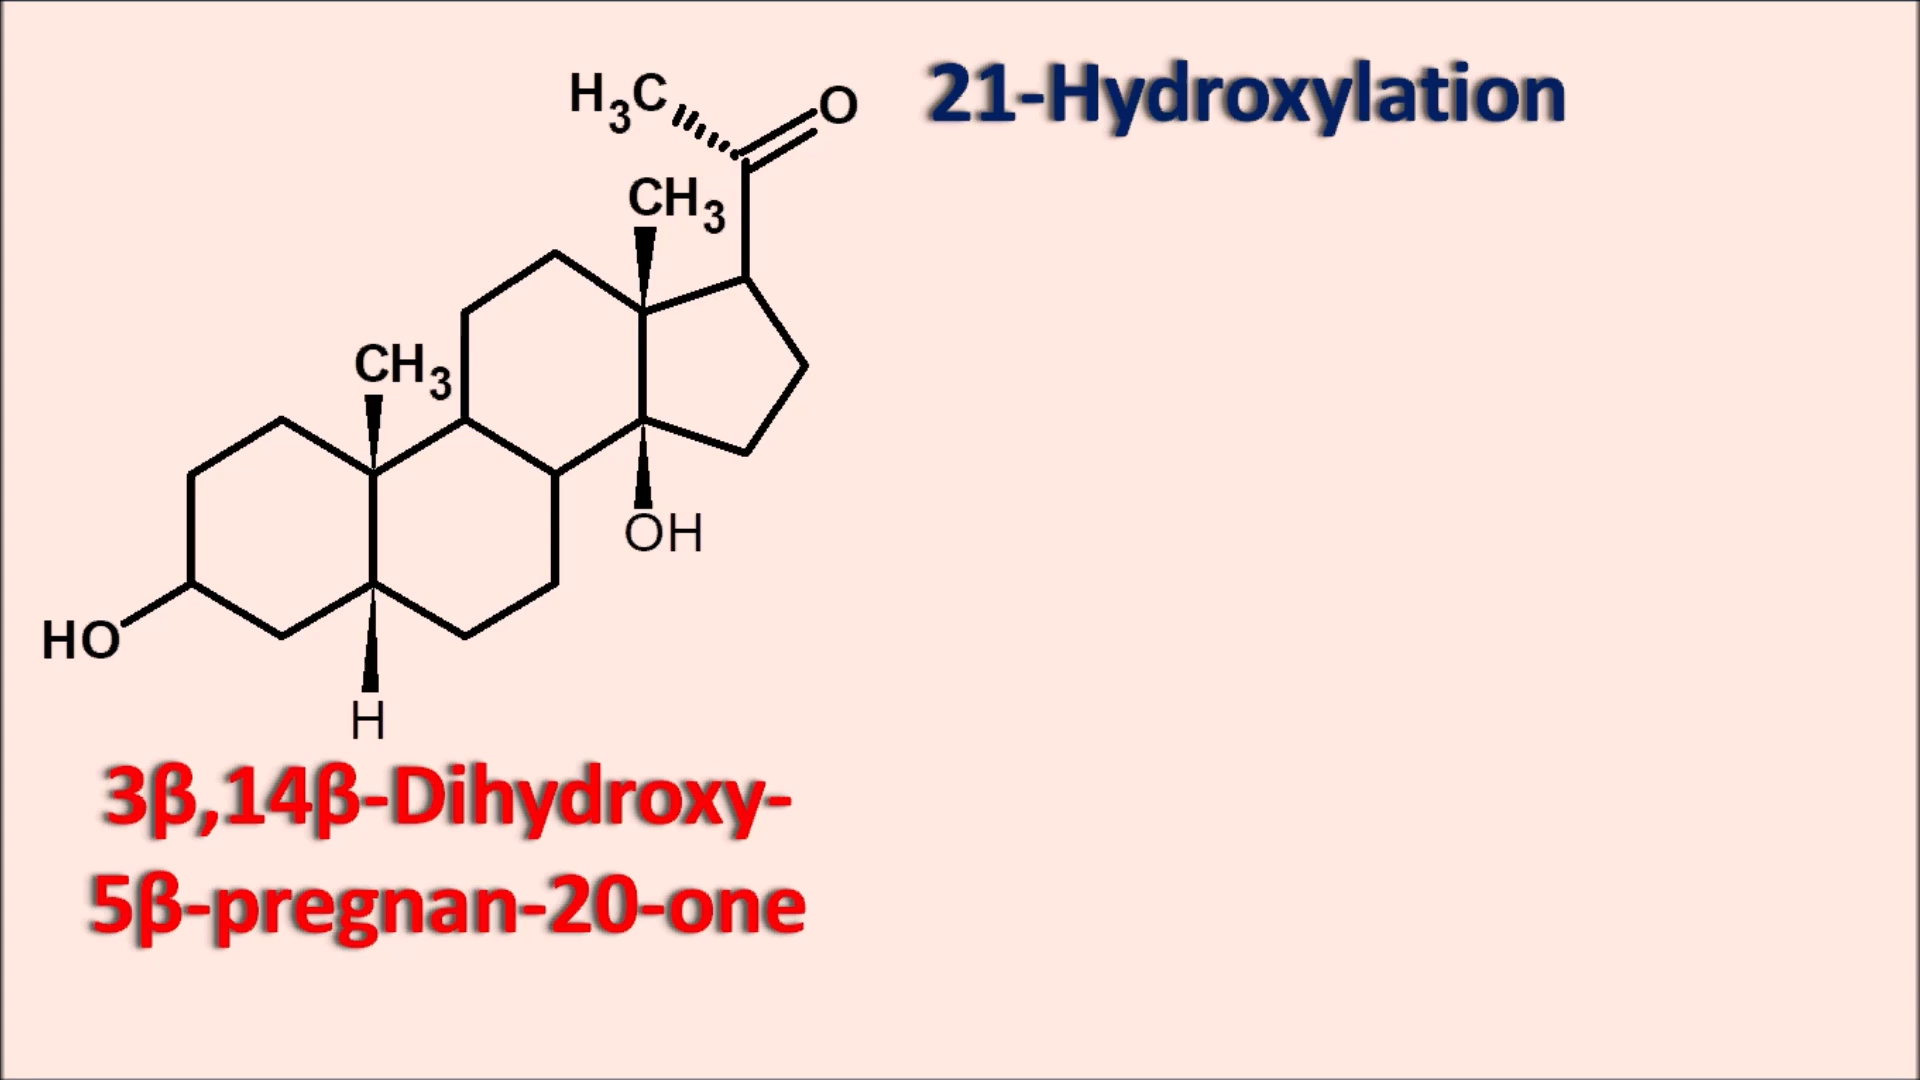 H3C
O
21-Hydroxylation
CH3
CH3
OH
HO
H
3β,14β-Dihydroxy-
5β-pregnan-20-one